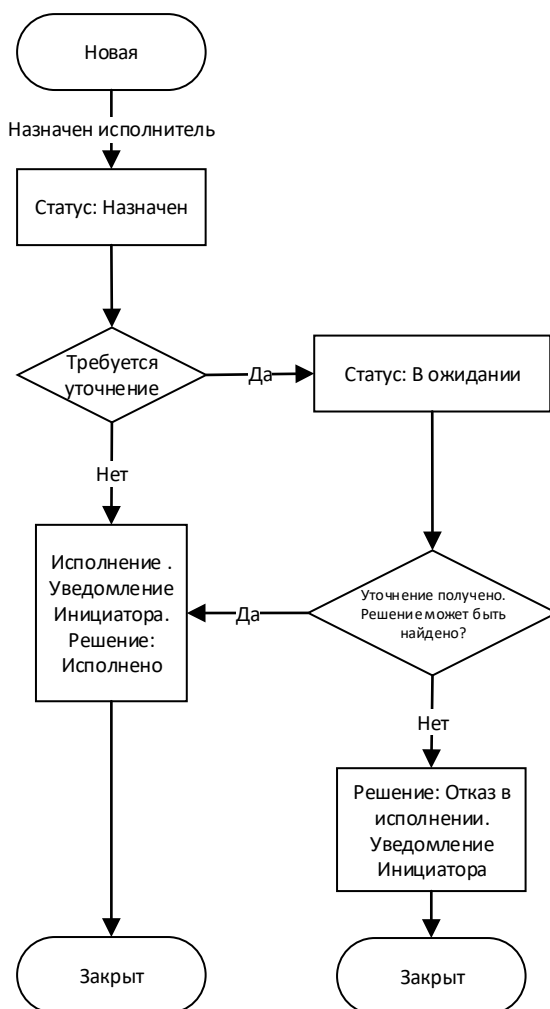 Новая
Назначен исполнитель
Статус: Назначен
Требуется
уточнение
Да
Статус: В ожидании
Нет
Исполнение .
Уведомление
Инициатора.
Решение:
Исполнено
Да
Уточнение получено.
Решение может быть
найдено?
Нет
Решение: Отказ в
исполнении.
Уведомление
Инициатора
Закрыт
Закрыт